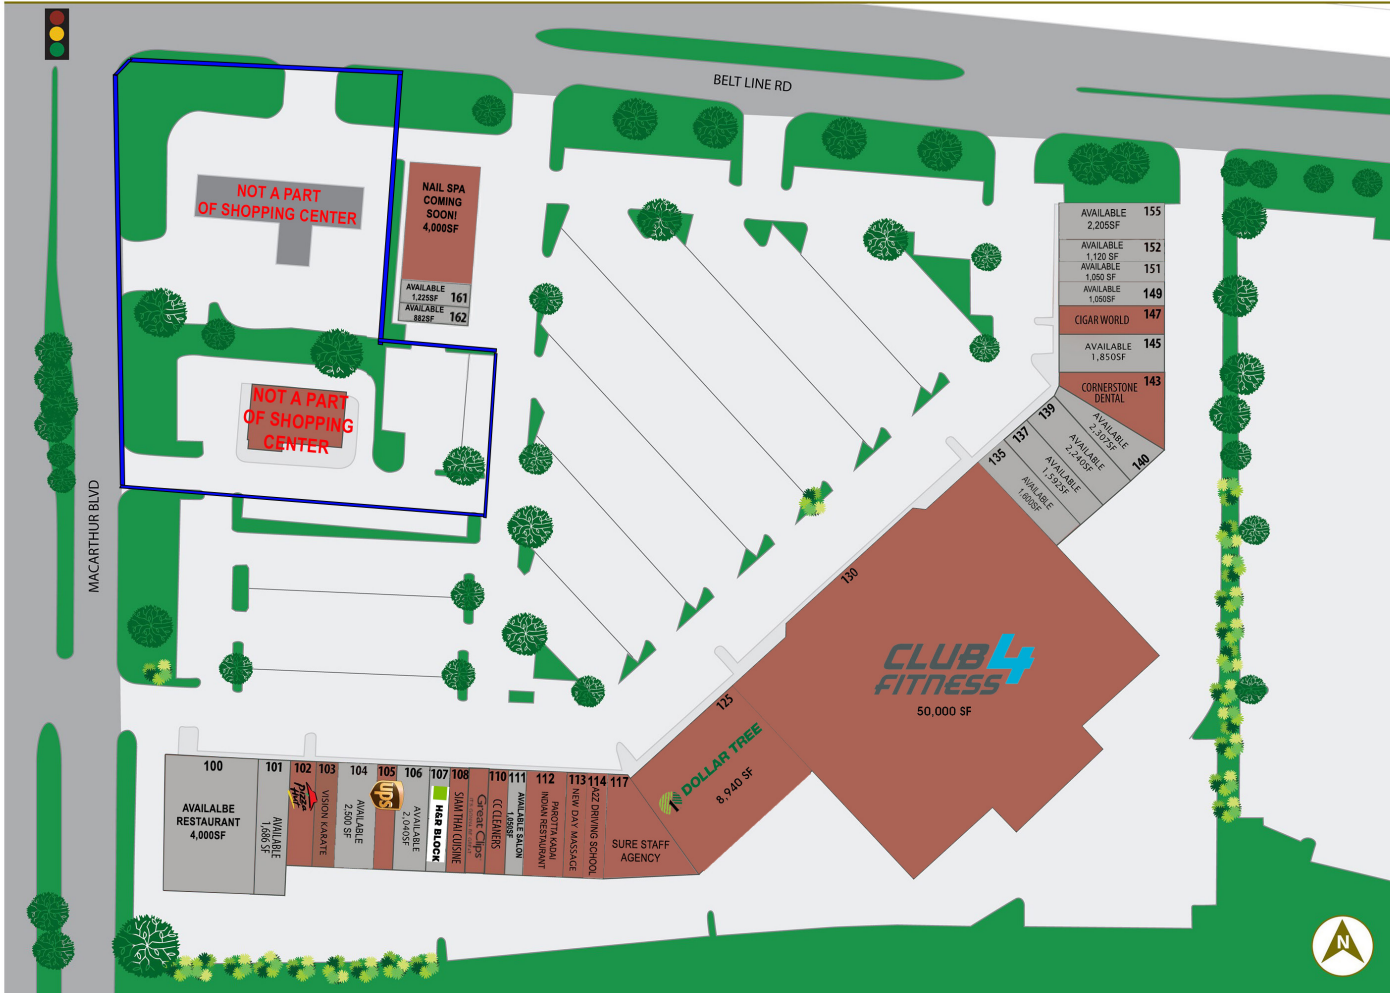 BELT LINE RD
MACARTHUR BLVD
NOT A PART
OF SHOPPING CENTER
NAIL SPA
COMING
SOON!
4,000SF
AVAILABLE
1,225SF
161
AVAILABLE
882SF
162
NOT A PART
OF SHOPPING
CENTER
AVAILABLE
2,205SF
155
AVAILABLE
1,120 SF
152
AVAILABLE
1,050 SF
151
AVAILABLE
1,050SF
149
CIGAR WORLD
147
AVAILABLE
1,850SF
145
CORNERSTONE
DENTAL
143
AVAILABLE
2,307SF
140
139
AVAILABLE
2,240SF
137
AVAILABLE
1,592SF
135
AVAILABLE
1,600SF
130
CLUB4
FITNESS
50,000 SF
125
DOLLAR TREE
8,940 SF
100
AVAILALBE
RESTAURANT
4,000SF
101
AVAILABLE
1,686 SF
102
Pizza
Hut
103
VISION KARATE
104
AVAILABLE
2,500 SF
105
ups
106
AVAILABLE
2,040SF
107
H&R BLOCK
108
SIAM THAI CUISINE
Great Clips
110
CC CLEANERS
111
AVAILABLE SALON
1,050SF
112
PAROTTA KADAI
INDIAN RESTAURANT
113
NEW DAY MASSAGE
114
A2Z DRIVING SCHOOL
117
SURE STAFF
AGENCY
N